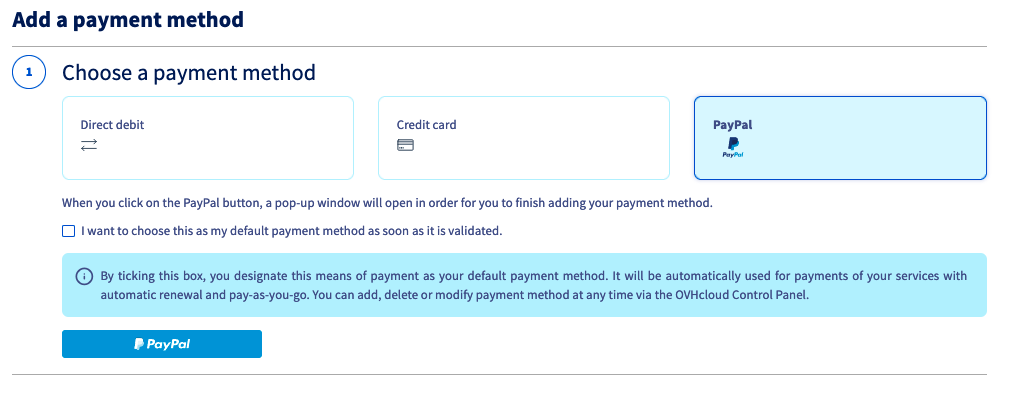 Add a payment method
1
Choose a payment method
Direct debit
Credit card
PayPal
PayPal
When you click on the PayPal button, a pop-up window will open in order for you to finish adding your payment method.
I want to choose this as my default payment method as soon as it is validated.
By ticking this box, you designate this means of payment as your default payment method. It will be automatically used for payments of your services with
automatic renewal and pay-as-you-go. You can add, delete or modify payment method at any time via the OVHcloud Control Panel.
PayPal